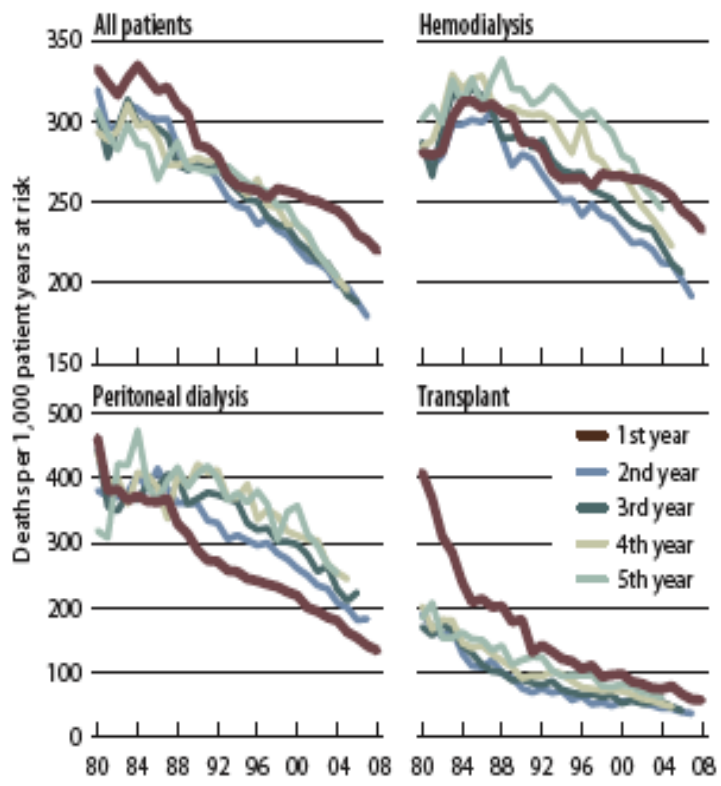 All patients
Hemodialysis
350
300
250
200
150
Deaths per 1,000 patient years at risk
Peritoneal dialysis
Transplant
500
400
300
200
100
0
1st year
2nd year
3rd year
4th year
5th year
80 84 88 92 96 00 04 08
80 84 88 92 96 00 04 08